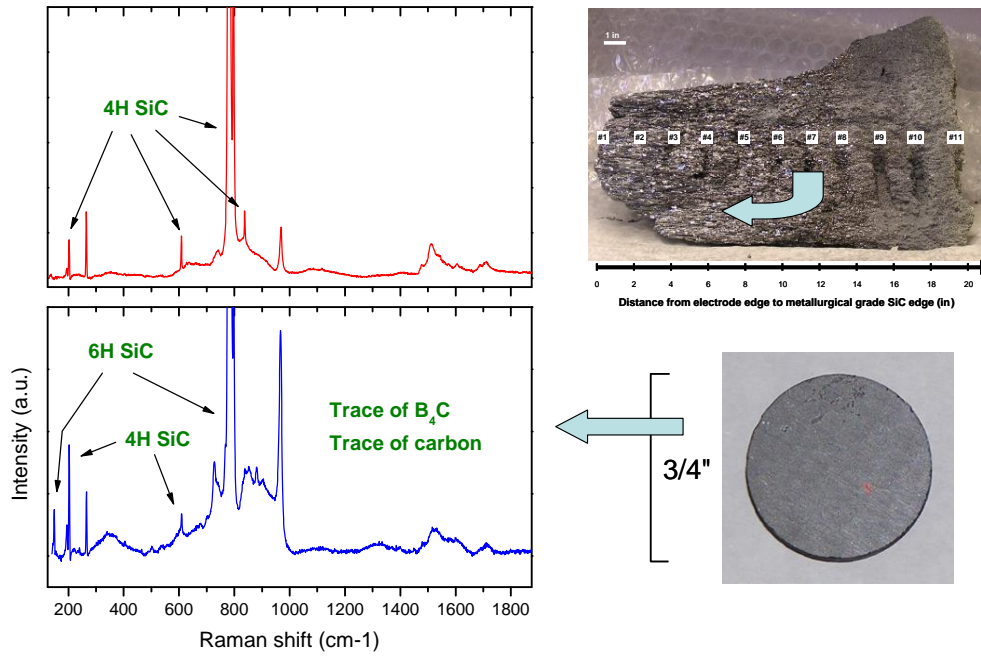 4H SiC
6H SiC
4H SiC
Trace of B₄C
Trace of carbon
Intensity (a.u.)
200 400 600 800 1000 1200 1400 1600 1800
Raman shift (cm-1)
1 in
#1 #2 #3 #4 #5 #6 #7 #8 #9 #10 #11
0 2 4 6 8 10 12 14 16 18 20
Distance from electrode edge to metallurgical grade SiC edge (in)
3/4"